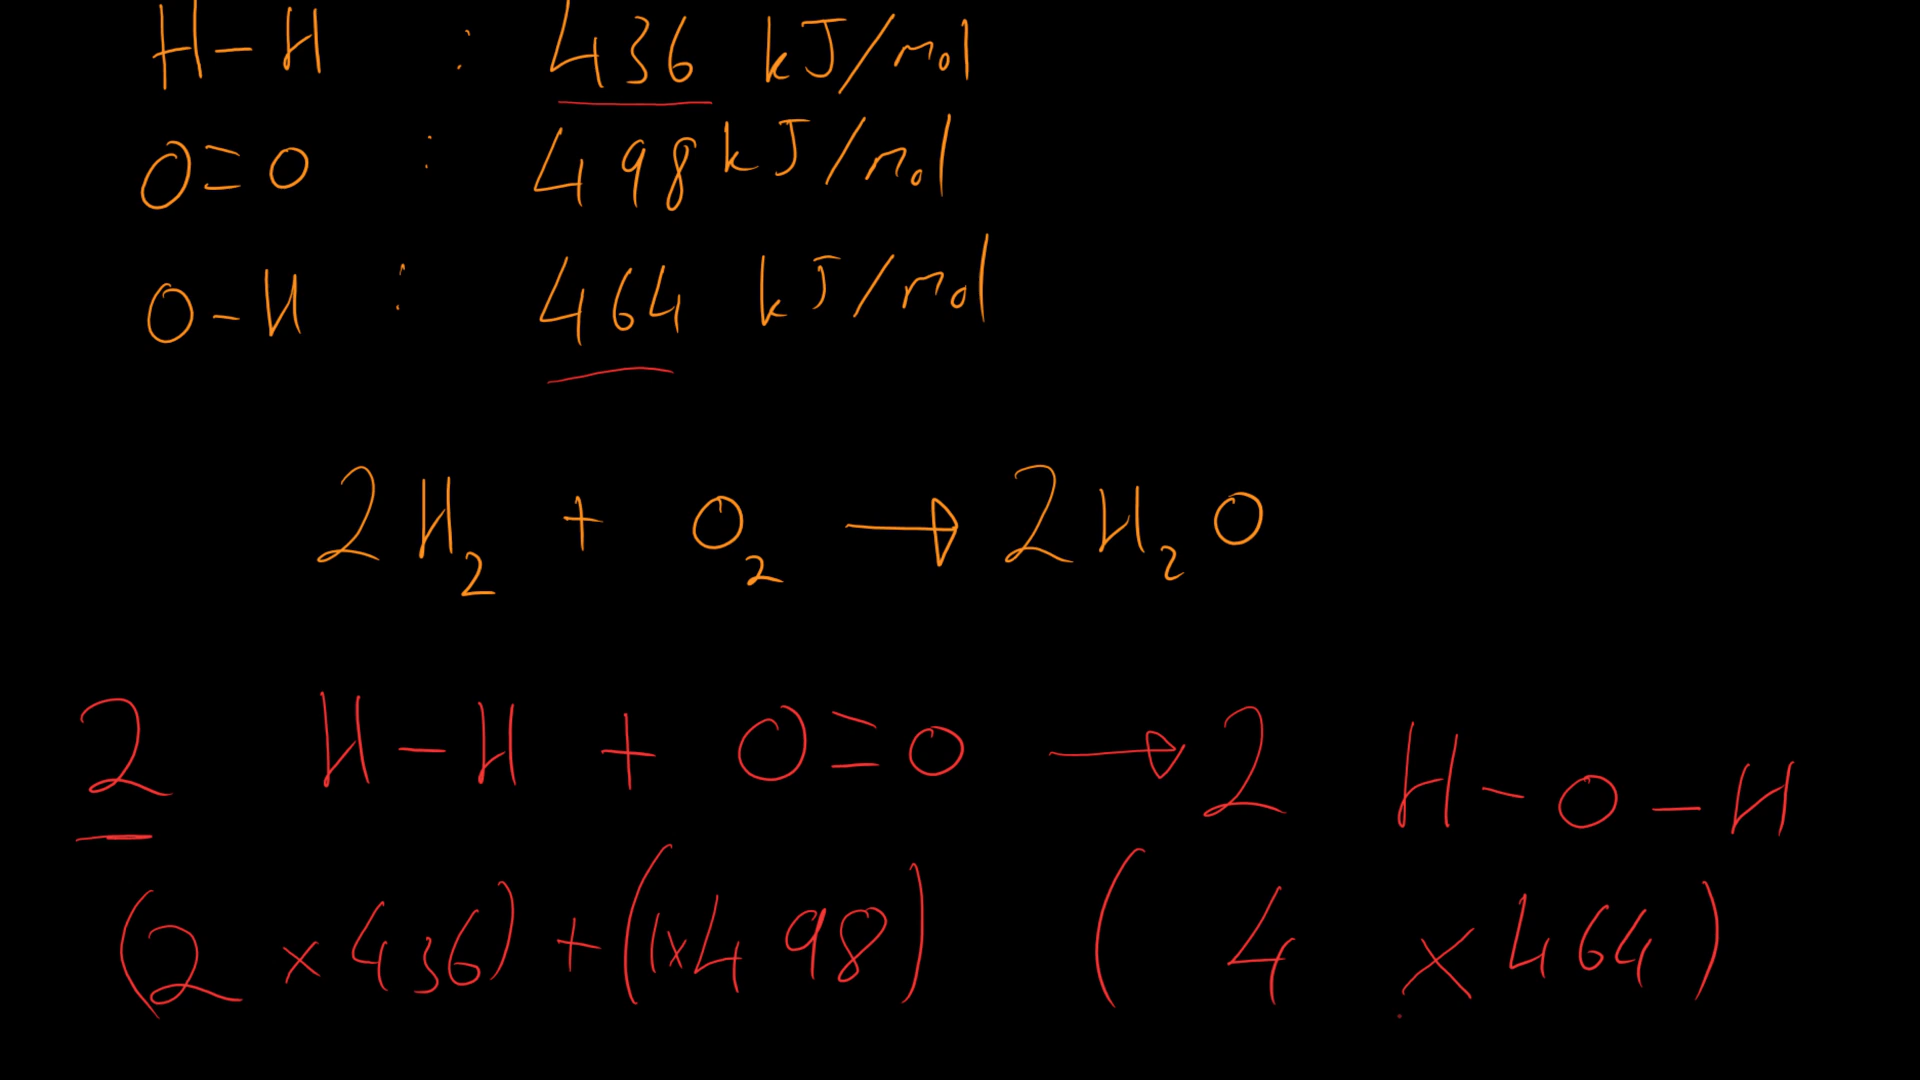 H-H : 436 kJ/mol
O=O : 498 kJ/mol
O-H : 464 kJ/mol
2H₂ + O₂ → 2H₂O
2 H-H + O=O → 2 H-O-H
(2 × 436) + (1×498) (4 × 464)